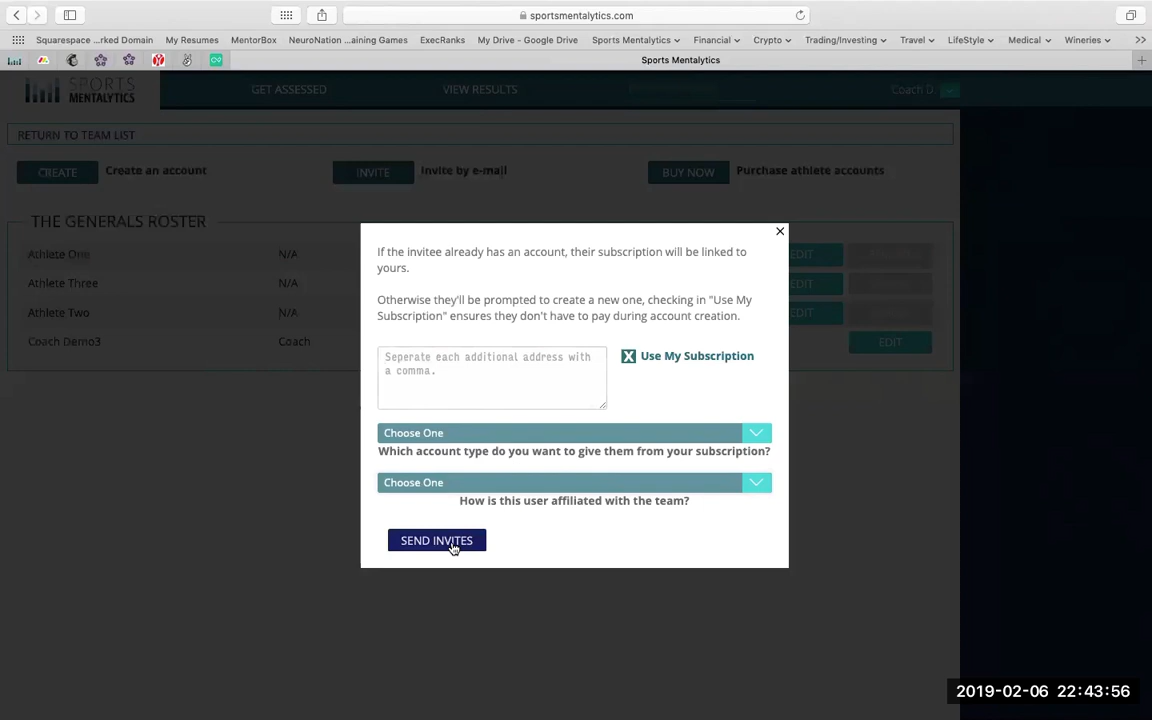 sportsmentalytics.com
Squarespace ...rked Domain
My Resumes
MentorBox
NeuroNation ...aining Games
ExecRanks
My Drive - Google Drive
Sports Mentalytics
Financial
Crypto
Trading/Investing
Travel
LifeStyle
Medical
Wineries
Sports Mentalytics
SPORTS
MENTALYTICS
GET ASSESSED
VIEW RESULTS
Coach D
RETURN TO TEAM LIST
CREATE
Create an account
INVITE
Invite by e-mail
BUY NOW
Purchase athlete accounts
THE GENERALS ROSTER
Athlete One
N/A
EDIT
Athlete Three
N/A
EDIT
Athlete Two
N/A
EDIT
Coach Demo3
Coach
EDIT
If the invitee already has an account, their subscription will be linked to
yours.
Otherwise they'll be prompted to create a new one, checking in "Use My
Subscription" ensures they don't have to pay during account creation.
Seperate each additional address with
a comma.
X Use My Subscription
Choose One
Which account type do you want to give them from your subscription?
Choose One
How is this user affiliated with the team?
SEND INVITES
2019-02-06 22:43:56